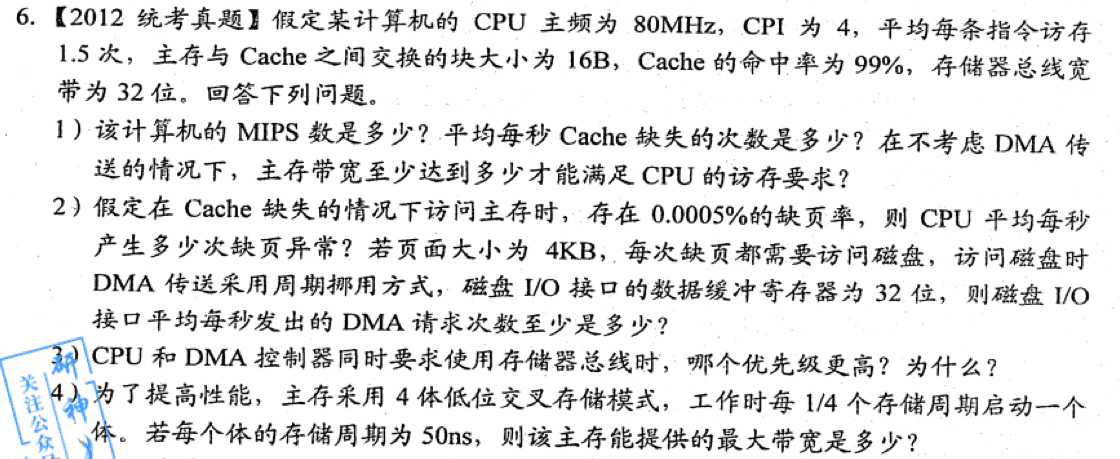 6.【2012 统考真题】假定某计算机的 CPU 主频为 80MHz，CPI 为 4，平均每条指令访存
1.5 次，主存与 Cache 之间交换的块大小为 16B，Cache 的命中率为 99%，存储器总线宽
带为 32 位。回答下列问题。
1）该计算机的 MIPS 数是多少？平均每秒 Cache 缺失的次数是多少？在不考虑 DMA 传
送的情况下，主存带宽至少达到多少才能满足 CPU 的访存要求？
2）假定在 Cache 缺失的情况下访问主存时，存在 0.0005%的缺页率，则 CPU 平均每秒
产生多少次缺页异常？若页面大小为 4KB，每次缺页都需要访问磁盘，访问磁盘时
DMA 传送采用周期挪用方式，磁盘 I/O 接口的数据缓冲寄存器为 32 位，则磁盘 I/O
接口平均每秒发出的 DMA 请求次数至少是多少？
3）CPU 和 DMA 控制器同时要求使用存储器总线时，哪个优先级更高？为什么？
4）为了提高性能，主存采用 4 体低位交叉存储模式，工作时每 1/4 个存储周期启动一个
体。若每个体的存储周期为 50ns，则该主存能提供的最大带宽是多少？
关注公众
研神